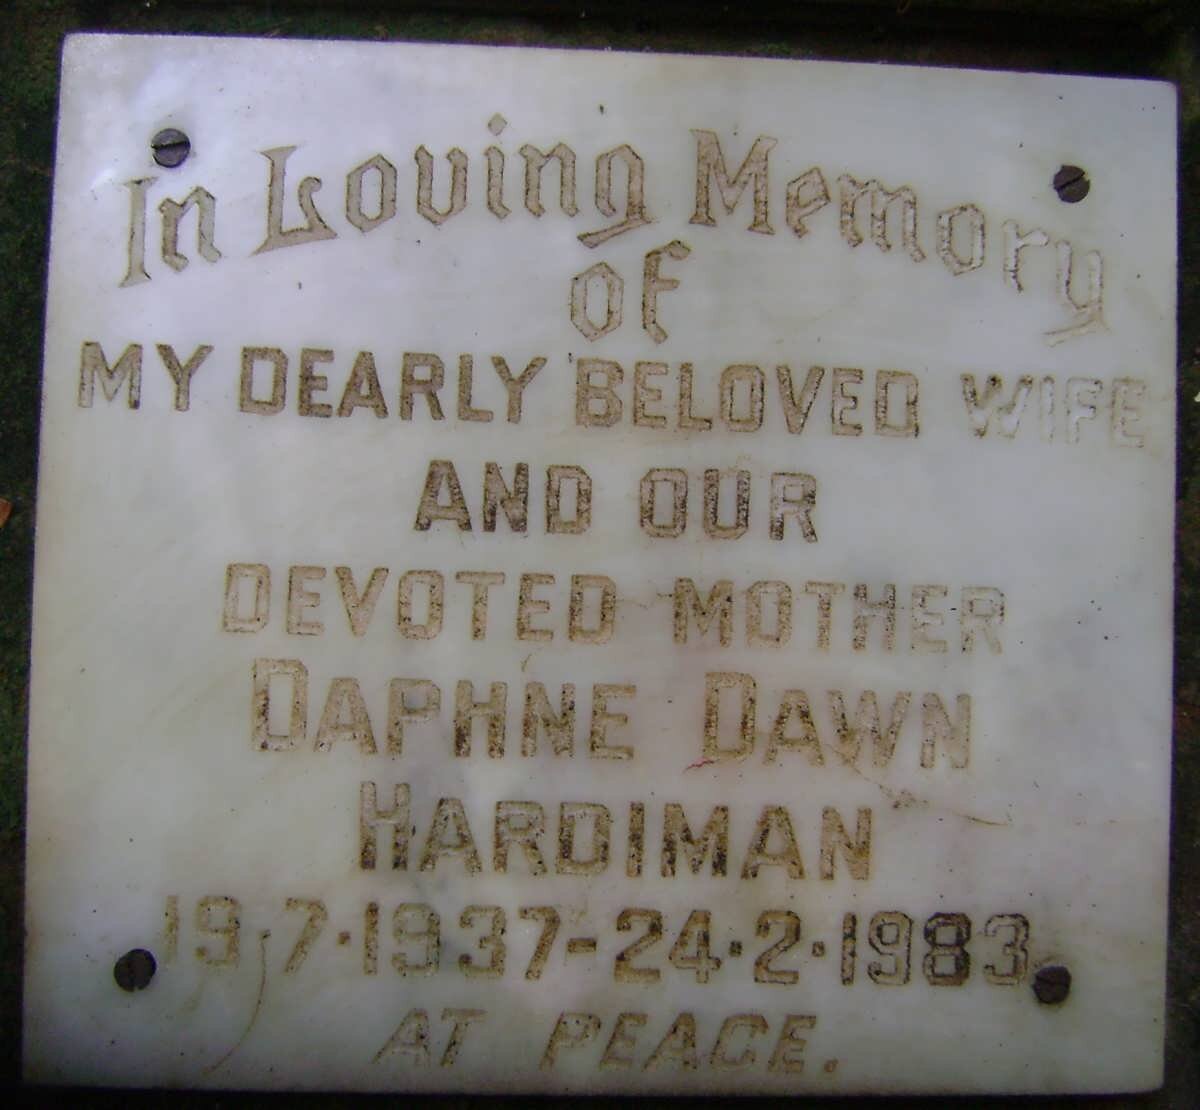 In Loving Memory
of
MY DEARLY BELOVED WIFE
AND OUR
DEVOTED MOTHER
DAPHNE DAWN
HARDIMAN
19·7·1937-24·2·1983
AT PEACE.